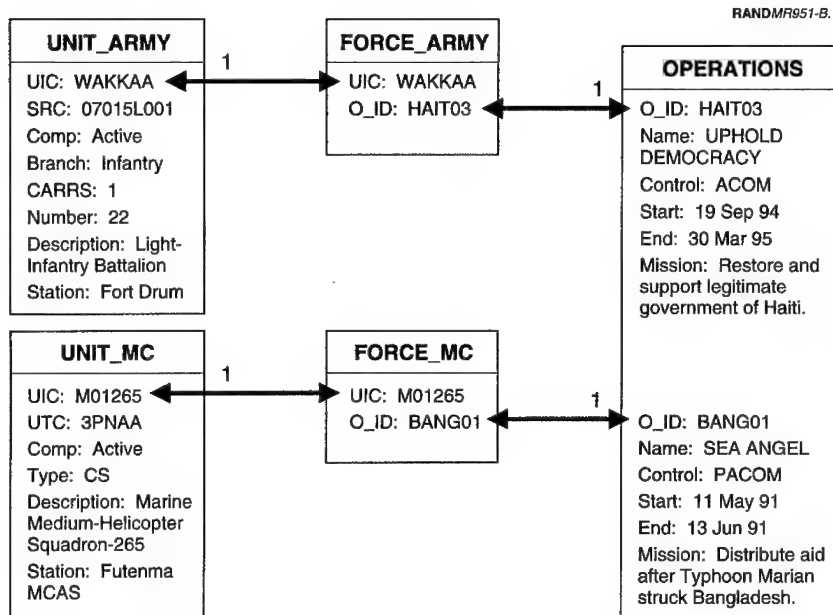 RANDMR951-B.
UNIT_ARMY
UIC: WAKKAA
SRC: 07015L001
Comp: Active
Branch: Infantry
CARRS: 1
Number: 22
Description: Light-
Infantry Battalion
Station: Fort Drum
1
FORCE_ARMY
UIC: WAKKAA
O_ID: HAIT03
1
OPERATIONS
O_ID: HAIT03
Name: UPHOLD
DEMOCRACY
Control: ACOM
Start: 19 Sep 94
End: 30 Mar 95
Mission: Restore and
support legitimate
government of Haiti.
UNIT_MC
UIC: M01265
UTC: 3PNAA
Comp: Active
Type: CS
Description: Marine
Medium-Helicopter
Squadron-265
Station: Futenma
MCAS
1
FORCE_MC
UIC: M01265
O_ID: BANG01
1
O_ID: BANG01
Name: SEA ANGEL
Control: PACOM
Start: 11 May 91
End: 13 Jun 91
Mission: Distribute aid
after Typhoon Marian
struck Bangladesh.